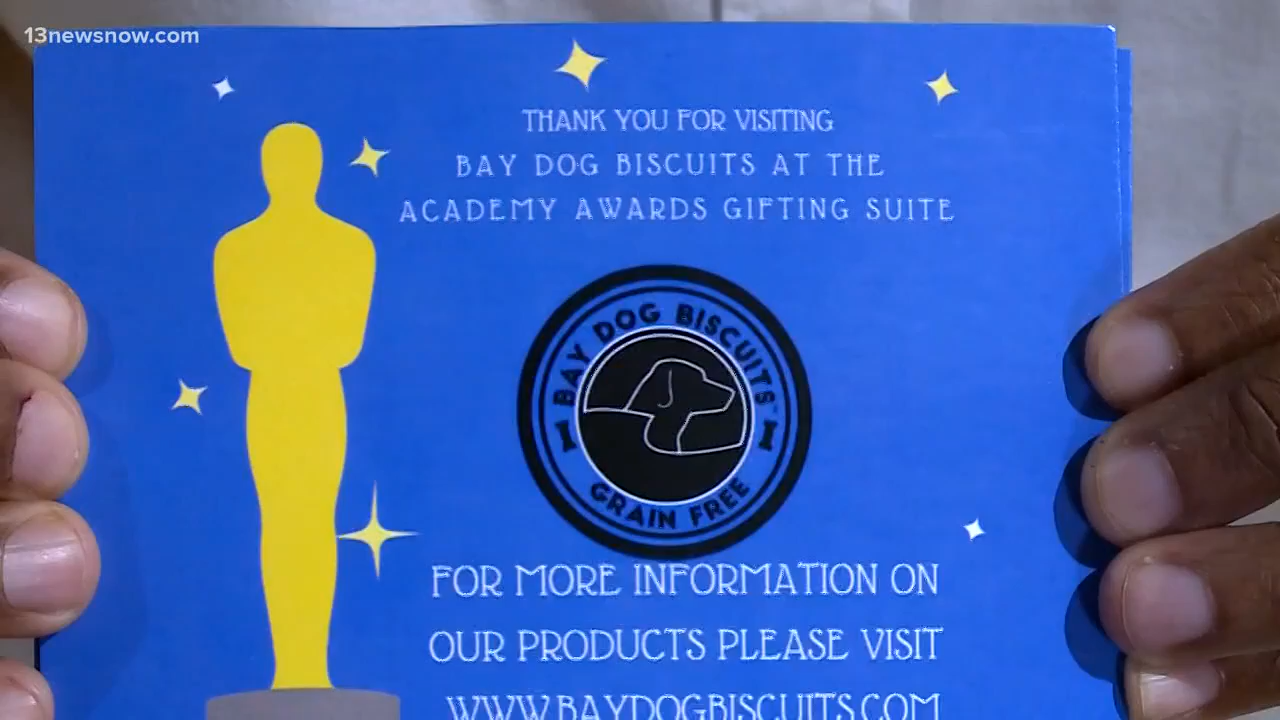 13newsnow.com
THANK YOU FOR VISITING
BAY DOG BISCUITS AT THE
ACADEMY AWARDS GIFTING SUITE
BAY DOG BISCUITS™
GRAIN FREE
FOR MORE INFORMATION ON
OUR PRODUCTS PLEASE VISIT
WWW.BAYDOGBISCUITS.COM